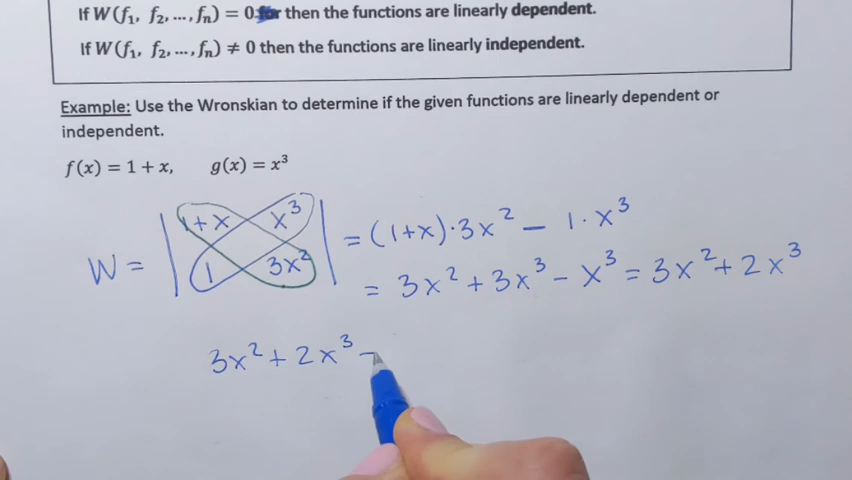 If W(f₁, f₂, ..., fₙ) = 0 for then the functions are linearly dependent.
If W(f₁, f₂, ..., fₙ) ≠ 0 then the functions are linearly independent.
Example: Use the Wronskian to determine if the given functions are linearly dependent or
independent.
f(x) = 1 + x, g(x) = x³
W = | 1+x x³ | = (1+x)·3x² − 1·x³
| 1 3x² | = 3x² + 3x³ − x³ = 3x² + 2x³
3x² + 2x³